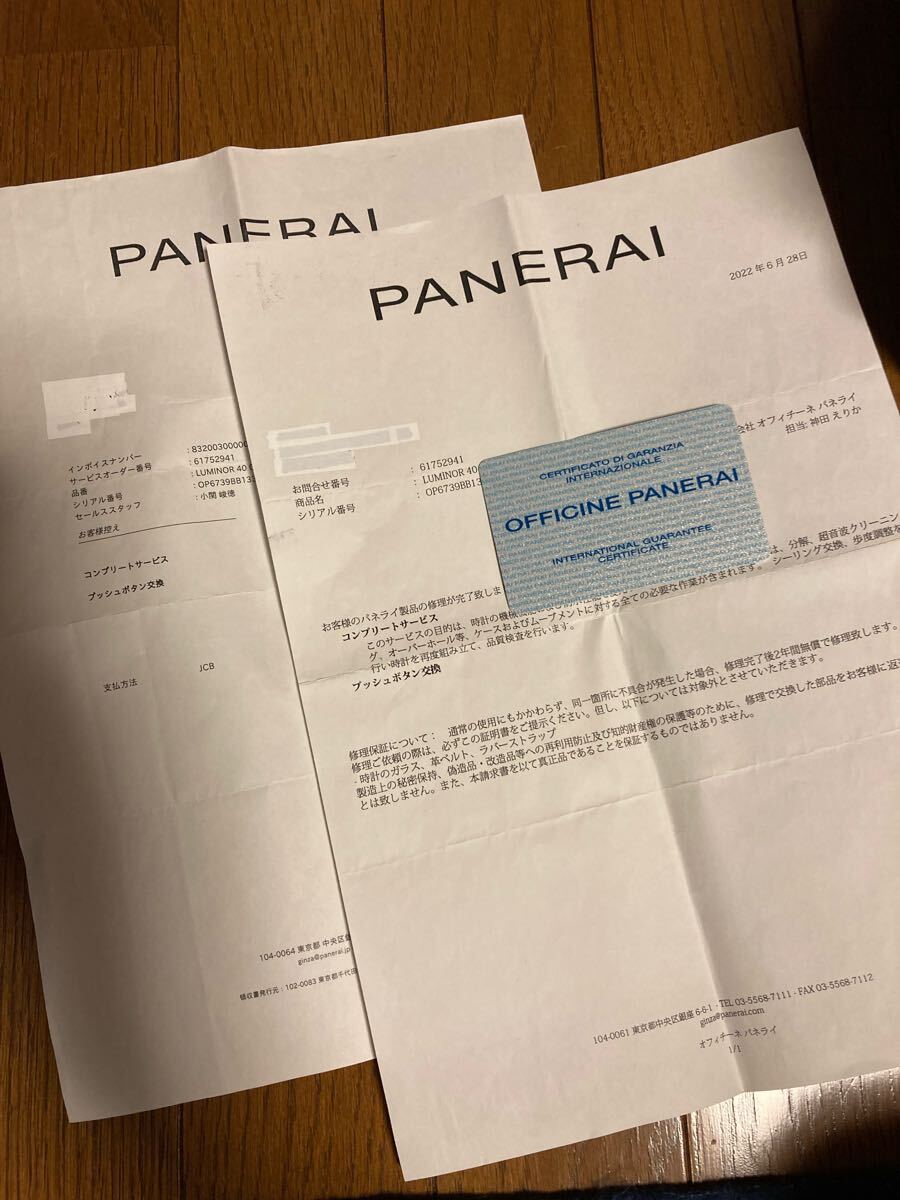 PANERAI
インボイスナンバー : 83200300000
サービスオーダー番号 : 61752941
品番 : LUMINOR 40
シリアル番号 : OP6739BB133
セールススタッフ : 小関 峻徳
お客様控え
コンプリートサービス
プッシュボタン交換
支払方法 JCB
104-0064 東京都 中央区銀
ginza@panerai.jp
領収書発行元 : 102-0083 東京都千代田
PANERAI
2022 年 6 月 28日
会社 オフィチーネ パネライ
担当: 神田 えりか
お問合せ番号 : 61752941
商品名 : LUMINOR 40
シリアル番号 : OP6739BB13
CERTIFICATO DI GARANZIA
INTERNAZIONALE
OFFICINE PANERAI
INTERNATIONAL GUARANTEE
CERTIFICATE
お客様のパネライ製品の修理が完了致しま
コンプリートサービス
このサービスの目的は、時計の機械 は、分解、超音波クリーニン
グ、オーバーホール等、ケースおよびムーブメントに対する全ての必要な作業が含まれます。 シーリング交換、歩度調整を
行い時計を再度組み立て、品質検査を行います。
プッシュボタン交換
修理保証について： 通常の使用にもかかわらず、同一箇所に不具合が発生した場合、修理完了後2年間無償で修理致します。
修理ご依頼の際は、必ずこの証明書をご提示ください。但し、以下については対象外とさせていただきます。
- 時計のガラス、革ベルト、ラバーストラップ
製造上の秘密保持、偽造品・改造品等への再利用防止及び知的財産権の保護等のために、修理で交換した部品をお客様に返
とは致しません。また、本請求書を以て真正品であることを保証するものではありません。
104-0061 東京都中央区銀座 6-6-1 - TEL 03-5568-7111 - FAX 03-5568-7112
ginza@panerai.com
オフィチーネ パネライ
1/1